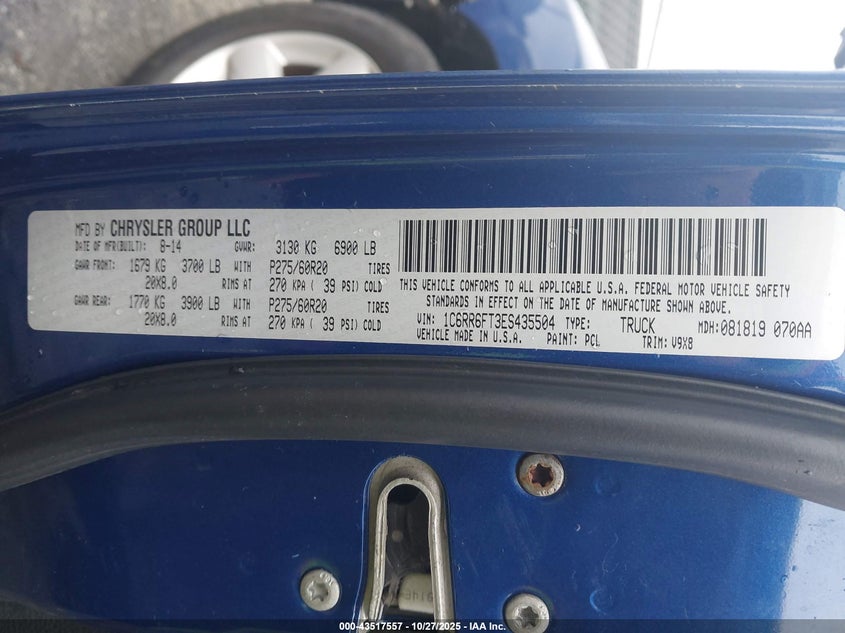 MFD BY CHRYSLER GROUP LLC
DATE OF MFR(BUILT): 8-14 GVWR: 3130 KG 6900 LB
GAWR FRONT: 1679 KG 3700 LB WITH P275/60R20 TIRES
20X8.0 RIMS AT 270 KPA ( 39 PSI) COLD
GAWR REAR: 1770 KG 3900 LB WITH P275/60R20 TIRES
20X8.0 RIMS AT 270 KPA ( 39 PSI) COLD
THIS VEHICLE CONFORMS TO ALL APPLICABLE U.S.A. FEDERAL MOTOR VEHICLE SAFETY
STANDARDS IN EFFECT ON THE DATE OF MANUFACTURE SHOWN ABOVE.
VIN: 1C6RR6FT3ES435504 TYPE: TRUCK MDH:081819 070AA
VEHICLE MADE IN U.S.A. PAINT: PCL TRIM: V9X8
000-43517557 - 10/27/2025 - IAA Inc.